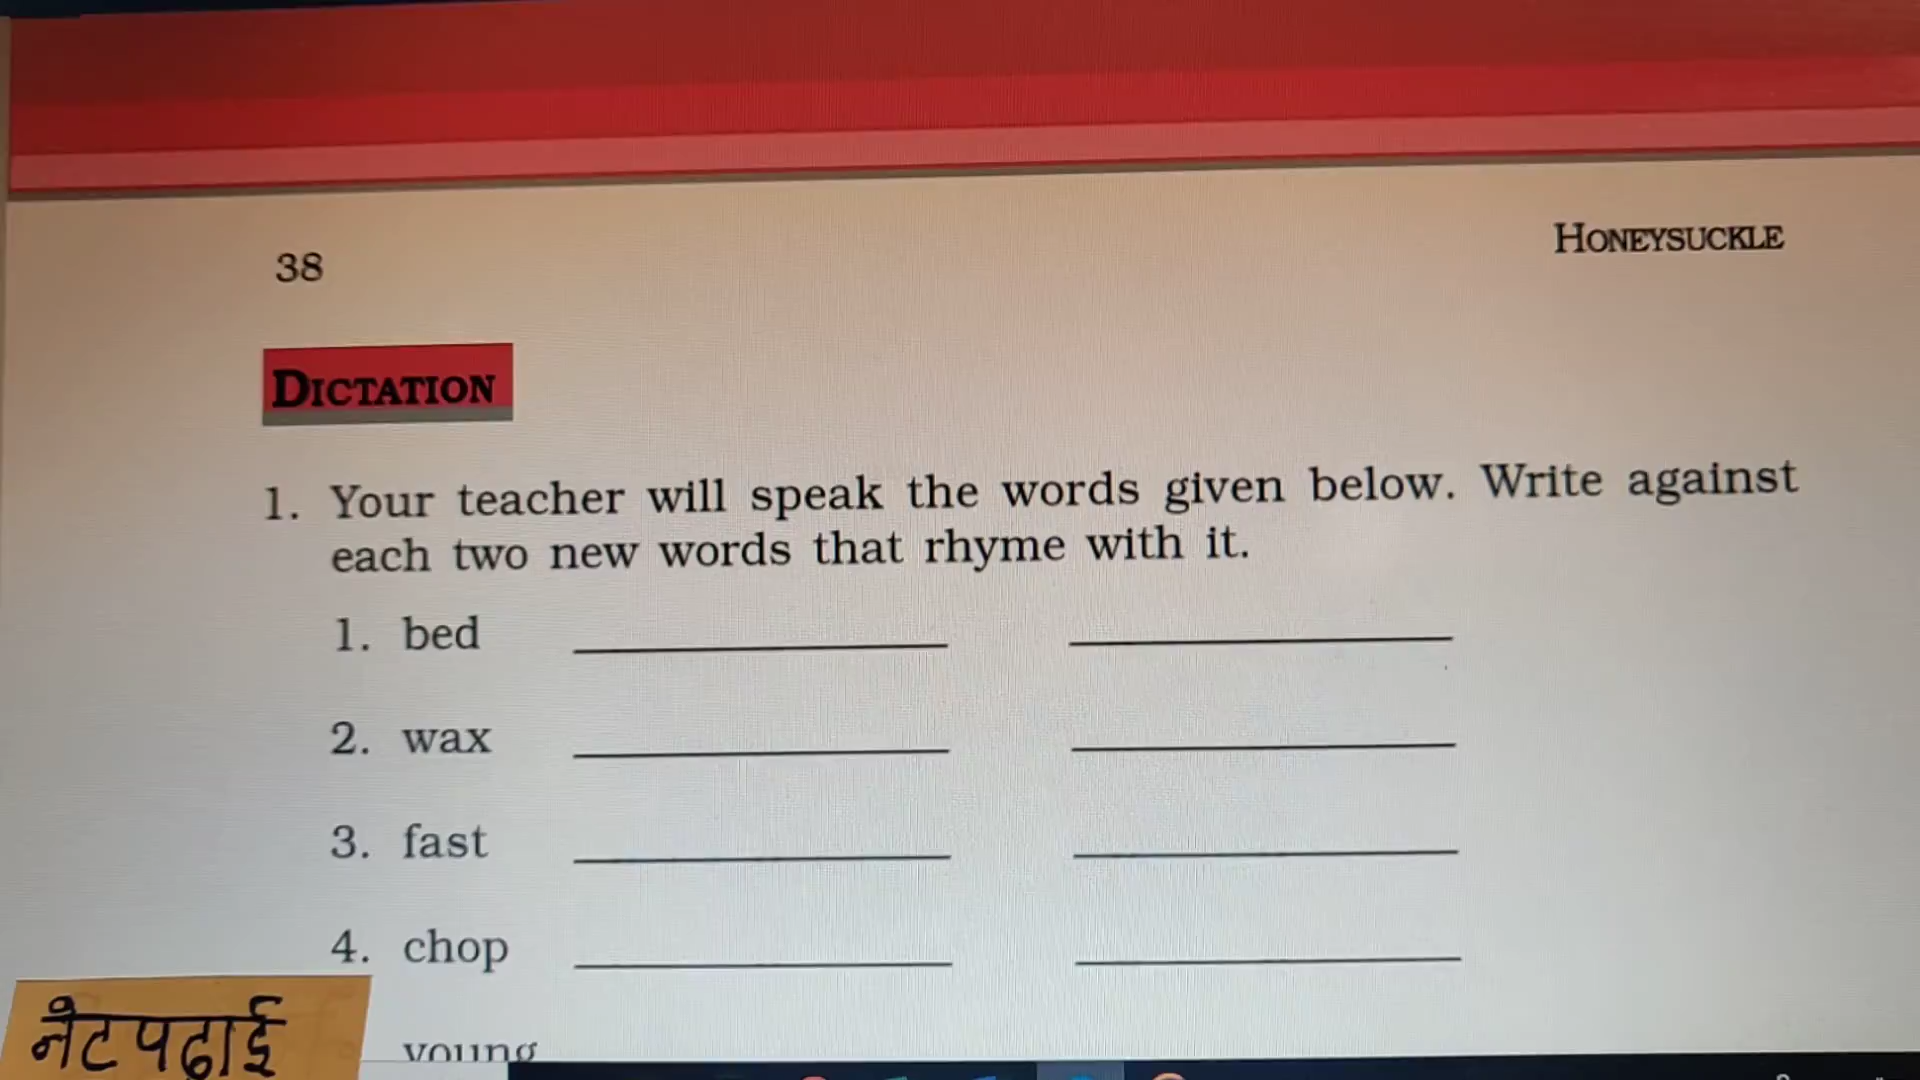 38
HONEYSUCKLE
DICTATION
1. Your teacher will speak the words given below. Write against
each two new words that rhyme with it.
1. bed
2. wax
3. fast
4. chop
young
नेटपढाई